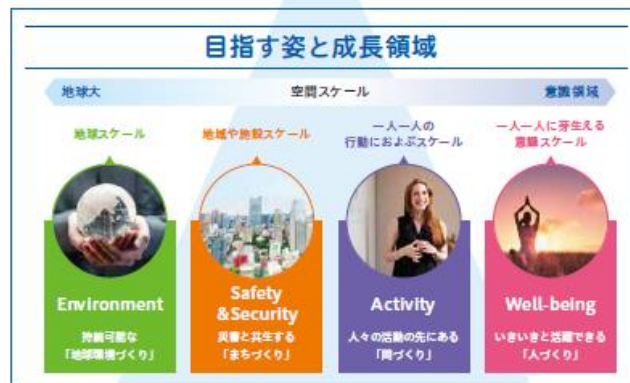 目指す姿と成長領域
地球大
空間スケール
意識領域
地球スケール
地域や施設スケール
一人一人の
行動におよぶスケール
一人一人に芽生える
意識スケール
Environment
持続可能な
「地球環境づくり」
Safety
&Security
災害と共生する
「まちづくり」
Activity
人々の活動の先にある
「間づくり」
Well-being
いきいきと活躍できる
「人づくり」